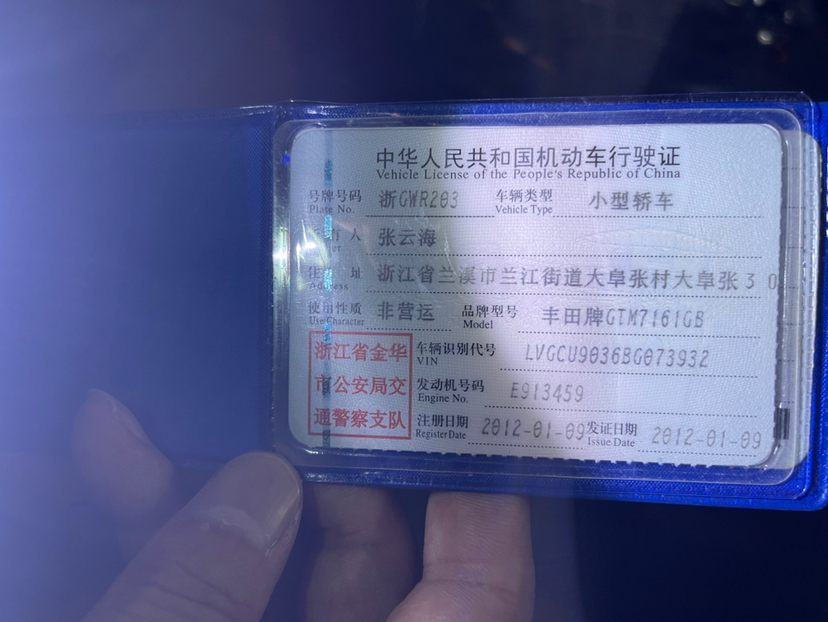 中华人民共和国机动车行驶证
Vehicle License of the People's Republic of China
号牌号码 浙GWR203 车辆类型 小型轿车
Plate No. Vehicle Type
人 张云海
住 址 浙江省兰溪市兰江街道大阜张村大阜张30
Address
使用性质 非营运 品牌型号 丰田牌GTM7161GB
Use Character Model
浙江省金华
市公安局交
通警察支队
车辆识别代号 LVGCU9036BG073932
VIN
发动机号码 E913459
Engine No.
注册日期 2012-01-09 发证日期 2012-01-09
Register Date Issue Date